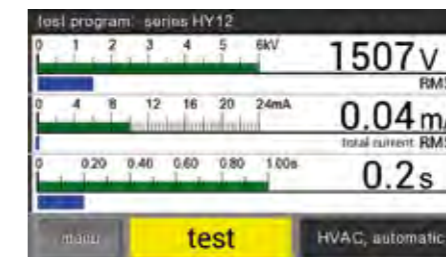 test program: series HY12
0 1 2 3 4 5 6kV
1507V
RMS
0 4 8 12 16 20 24mA
0.04 m
total current RMS
0 0.20 0.40 0.60 0.80 1.00s
0.2s
menu
test
HVAC, automatic